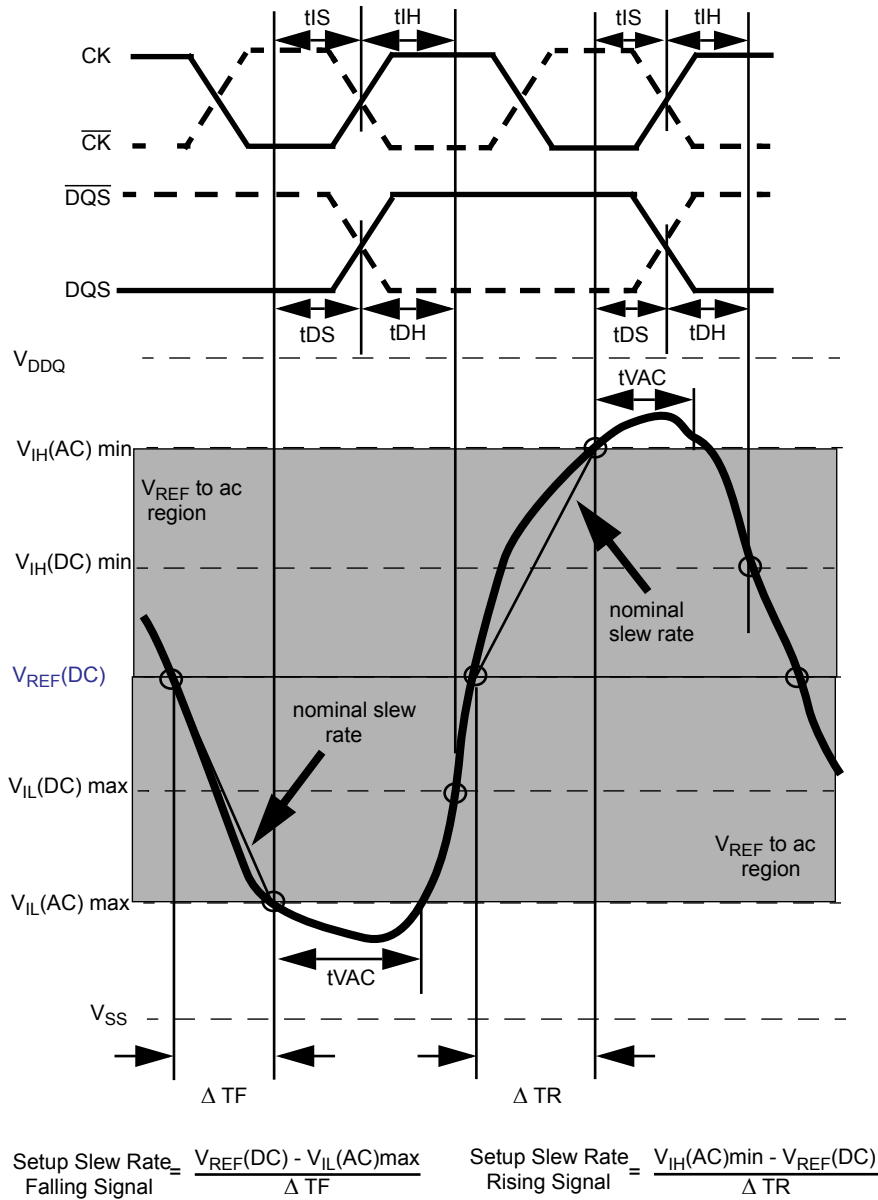 tIS tIH tIS tIH
CK
CK
DQS
DQS
tDS tDH tDS tDH
VDDQ
tVAC
VIH(AC) min
VREF to ac
region
VIH(DC) min
nominal
slew rate
VREF(DC)
nominal slew
rate
VIL(DC) max
VREF to ac
region
VIL(AC) max
tVAC
VSS
Δ TF Δ TR
Setup Slew Rate
Falling Signal
= VREF(DC) - VIL(AC)max
Δ TF
Setup Slew Rate
Rising Signal
= VIH(AC)min - VREF(DC)
Δ TR